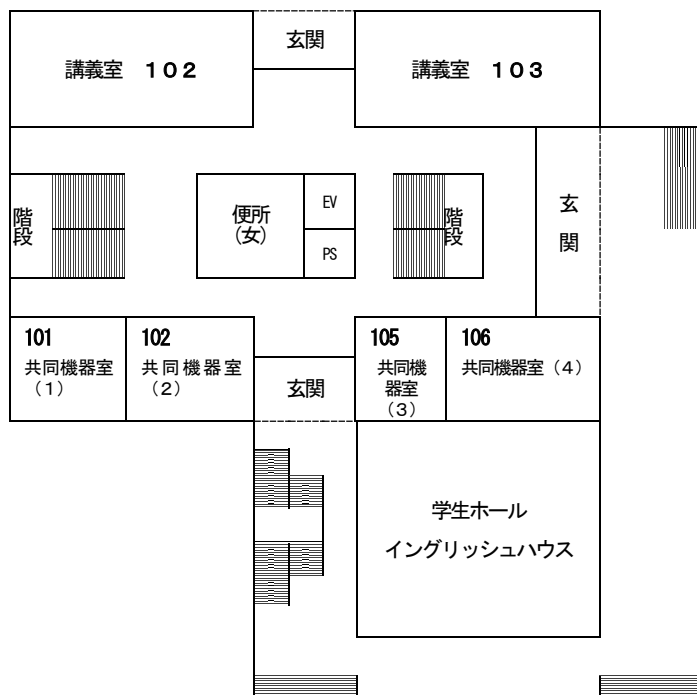 講義室　１０２
玄関
講義室　１０３
階段
便所
(女)
EV
PS
階段
玄関
101
共同機器室
（１）
102
共同機器室
（２）
玄関
105
共同機
器室
（３）
106
共同機器室（４）
学生ホール
イングリッシュハウス